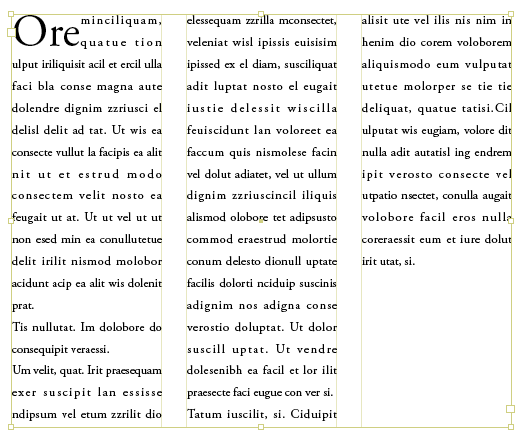 Ore minciliquam,
quatue tion
ulput iriliquisit acil et ercil ulla
faci bla conse magna aute
dolendre dignim zzriusci el
delisl delit ad tat. Ut wis ea
consecte vullut la facipis ea alit
nit ut et estrud modo
consectem velit nosto ea
feugait ut at. Ut ut vel ut ut
non esed min ea conullutetue
delit irilit nismod molobor
acidunt acip ea alit wis dolenit
prat.
Tis nullutat. Im dolobore do
consequipit veraessi.
Um velit, quat. Irit praesequam
exer suscipit lan essisse
ndipsum vel etum zzrilit dio
elessequam zzrilla mconsectet,
veleniat wisl ipissis euisisim
ipissed ex el diam, susciliquat
adit luptat nosto el eugait
iustie delessit wiscilla
feuiscidunt lan voloreet ea
faccum quis nismolese facin
vel dolut adiatet, vel ut ullum
dignim zzriuscincil iliquis
alismod olobore tet adipsusto
commod eraestrud molortie
conum delesto dionull uptate
facilis dolorti nciduip suscinis
adignim nos adigna conse
verostio doluptat. Ut dolor
suscill uptat. Ut vendre
dolesenibh ea facil et lor ilit
praesecte faci eugue con ver si.
Tatum iuscilit, si. Ciduipit
alisit ute vel ilis nis nim in
henim dio corem voloborem
aliquismodo eum vulputat
utetue molorper se tie tie
deliquat, quatue tatisi.Cil
ulputat wis eugiam, volore dit
nulla adit autatisl ing endrem
ipit verosto consecte vel
utpatio nsectet, conulla augait
volobore facil eros nulla
coreraessit eum et iure dolut
irit utat, si.